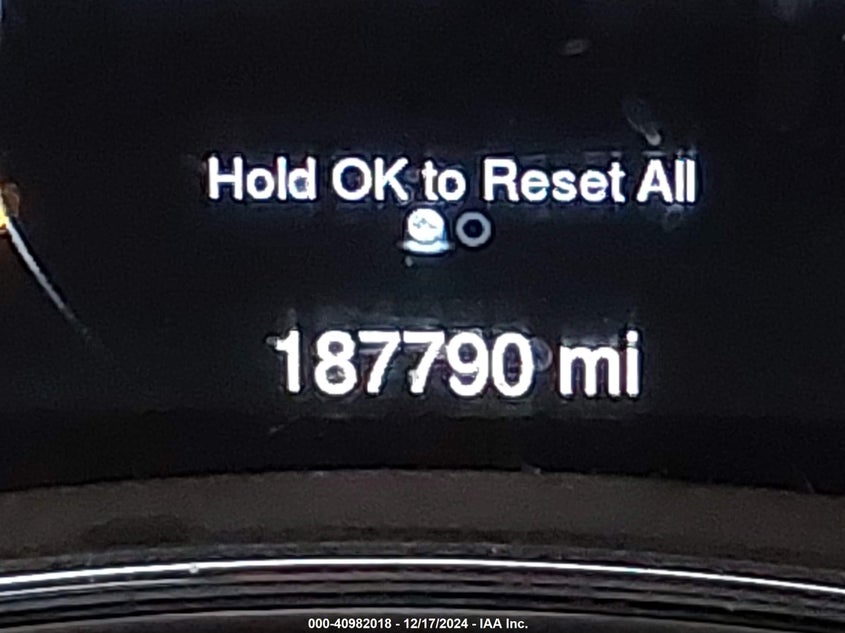 Hold OK to Reset All
187790 mi
000-40982018 - 12/17/2024 - IAA Inc.